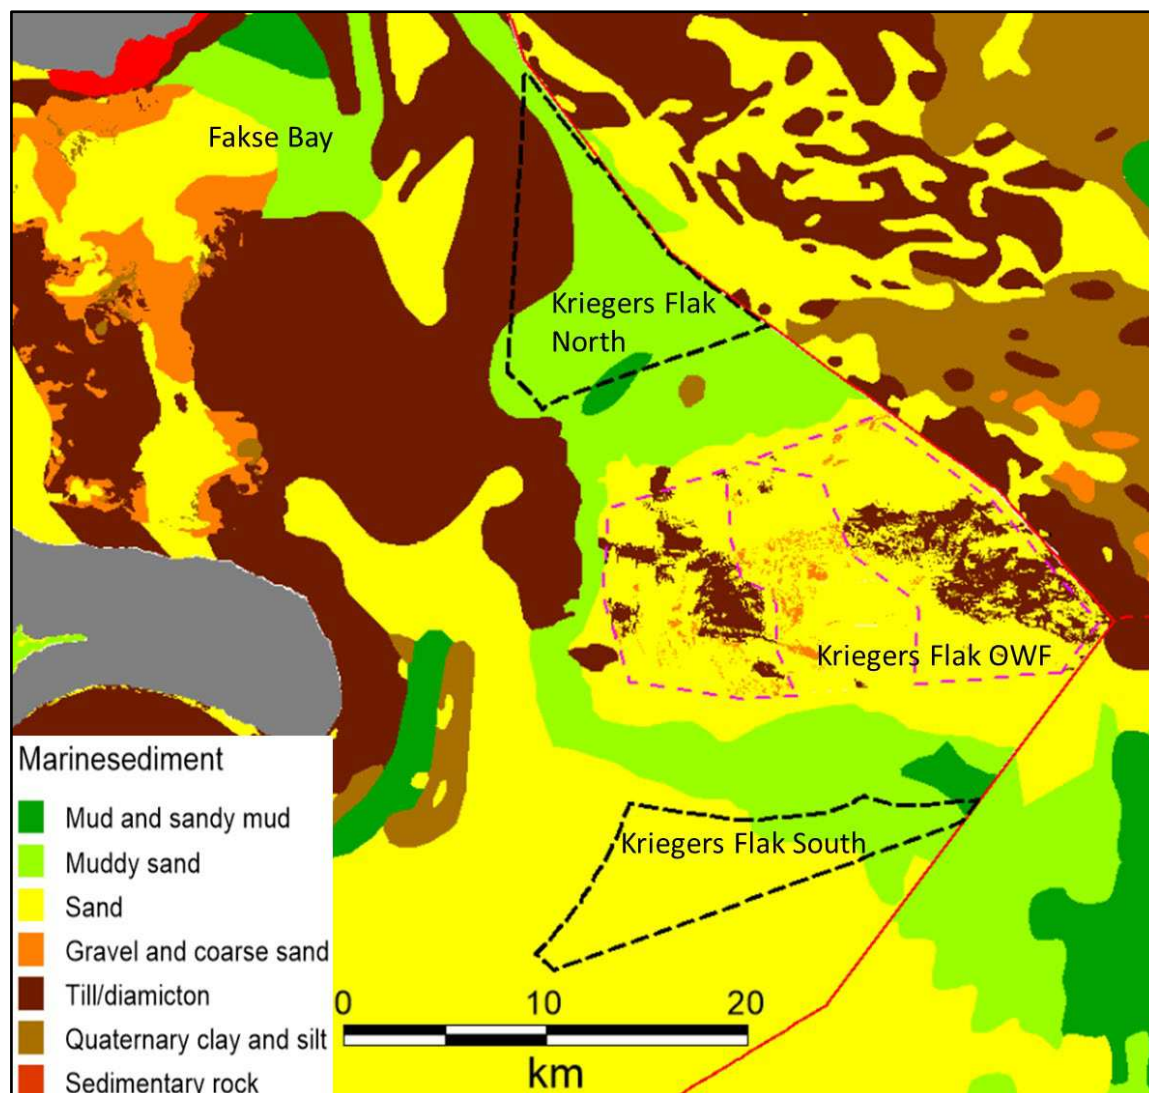 Fakse Bay
Kriegers Flak
North
Kriegers Flak OWF
Kriegers Flak South
Marinesediment
Mud and sandy mud
Muddy sand
Sand
Gravel and coarse sand
Till/diamicton
Quaternary clay and silt
Sedimentary rock
0 10 20
km